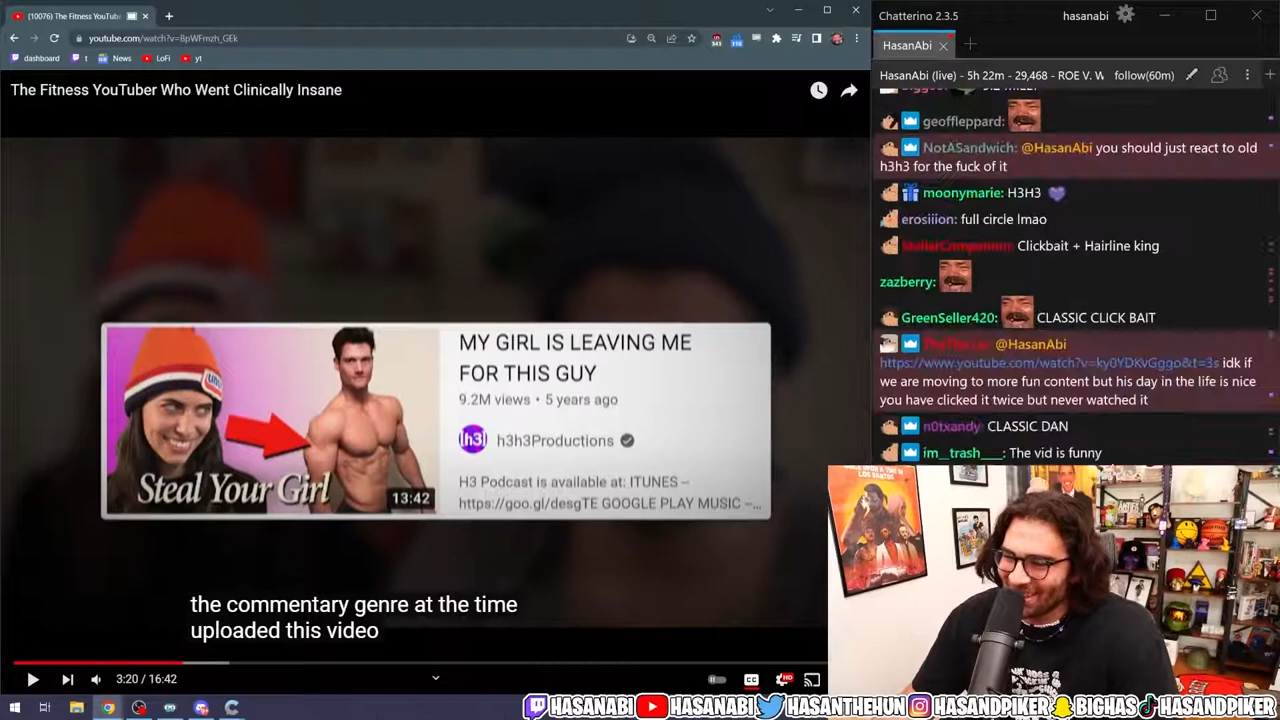 (10076) The Fitness YouTub
youtube.com/watch?v=BpWFmzh_GEk
dashboard
t
News
LoFi
yt
The Fitness YouTuber Who Went Clinically Insane
MY GIRL IS LEAVING ME
FOR THIS GUY
9.2M views • 5 years ago
h3h3Productions
H3 Podcast is available at: ITUNES –
https://goo.gl/desgTE GOOGLE PLAY MUSIC –...
Steal Your Girl
13:42
the commentary genre at the time
uploaded this video
3:20 / 16:42
CC
HD
Chatterino 2.3.5
hasanabi
HasanAbi
HasanAbi (live) - 5h 22m - 29,468 - ROE V. W
follow(60m)
geoffleppard:
NotASandwich: @HasanAbi you should just react to old
h3h3 for the fuck of it
moonymarie: H3H3
erosiiion: full circle lmao
Clickbait + Hairline king
zazberry:
GreenSeller420: CLASSIC CLICK BAIT
@HasanAbi
https://www.youtube.com/watch?v=ky0YDKvGggo&t=3s idk if
we are moving to more fun content but his day in the life is nice
you have clicked it twice but never watched it
n0txandy: CLASSIC DAN
im__trash___: The vid is funny
HASANABI
HASANABI
HASANTHEHUN
HASANDPIKER
BIGHAS
HASANDPIKER